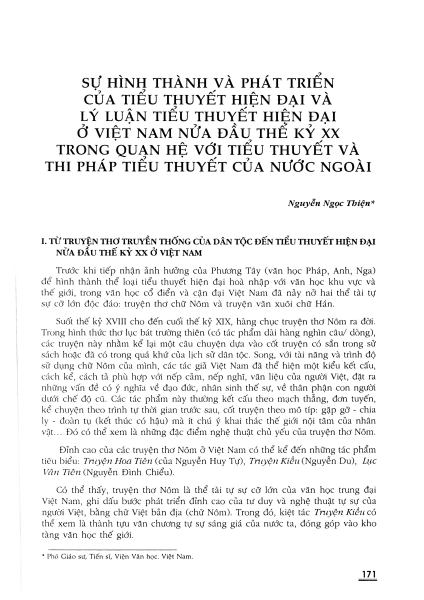 SỰ HÌNH THÀNH VÀ PHÁT TRIỂN
CỦA TIỂU THUYẾT HIỆN ĐẠI VÀ
LÝ LUẬN TIỂU THUYẾT HIỆN ĐẠI
Ở VIỆT NAM NỬA ĐẦU THẾ KỶ XX
TRONG QUAN HỆ VỚI TIỂU THUYẾT VÀ
THI PHÁP TIỂU THUYẾT CỦA NƯỚC NGOÀI
Nguyễn Ngọc Thiện*
I. TỪ TRUYỆN THƠ TRUYỀN THỐNG CỦA DÂN TỘC ĐẾN TIỂU THUYẾT HIỆN ĐẠI
NỬA ĐẦU THẾ KỶ XX Ở VIỆT NAM
Trước khi tiếp nhận ảnh hưởng của Phương Tây (văn học Pháp, Anh, Nga)
để hình thành thể loại tiểu thuyết hiện đại hoà nhập với văn học khu vực và
thế giới, trong văn học cổ điển và cận đại Việt Nam đã nảy nở hai thể tài tự
sự cỡ lớn độc đáo: truyện thơ chữ Nôm và truyện văn xuôi chữ Hán.
Suốt thế kỷ XVIII cho đến cuối thế kỷ XIX, hàng chục truyện thơ Nôm ra đời.
Trong hình thức thơ lục bát trường thiên (có tác phẩm dài hàng nghìn câu/ dòng),
các truyện này nhằm kể lại một câu chuyện dựa vào cốt truyện có sẵn trong sử
sách hoặc đã có trong quá khứ của lịch sử dân tộc. Song, với tài năng và trình độ
sử dụng chữ Nôm của mình, các tác giả Việt Nam đã thể hiện một kiểu kết cấu,
cách kể, cách tả phù hợp với nếp cảm, nếp nghĩ, văn liệu của người Việt, đặt ra
những vấn đề có ý nghĩa về đạo đức, nhân sinh thế sự, về thân phận con người
dưới chế độ cũ. Các tác phẩm này thường kết cấu theo mạch thẳng, đơn tuyến,
kể chuyện theo trình tự thời gian trước sau, cốt truyện theo mô típ: gặp gỡ - chia
ly - đoàn tụ (kết thúc có hậu) mà ít chú ý khai thác thế giới nội tâm của nhân
vật... Đó có thể xem là những đặc điểm nghệ thuật chủ yếu của truyện thơ Nôm.
Đỉnh cao của các truyện thơ Nôm ở Việt Nam có thể kể đến những tác phẩm
tiêu biểu: Truyện Hoa Tiên (của Nguyễn Huy Tự), Truyện Kiều (Nguyễn Du), Lục
Vân Tiên (Nguyễn Đình Chiểu).
Có thể thấy, truyện thơ Nôm là thể tài tự sự cỡ lớn của văn học trung đại
Việt Nam, ghi dấu bước phát triển đỉnh cao của tư duy và nghệ thuật tự sự của
người Việt, bằng chữ Việt bản địa (chữ Nôm). Trong đó, kiệt tác Truyện Kiều có
thể xem là thành tựu văn chương tự sự sáng giá của nước ta, đóng góp vào kho
tàng văn học thế giới.
* Phó Giáo sư, Tiến sĩ, Viện Văn học. Việt Nam.
171